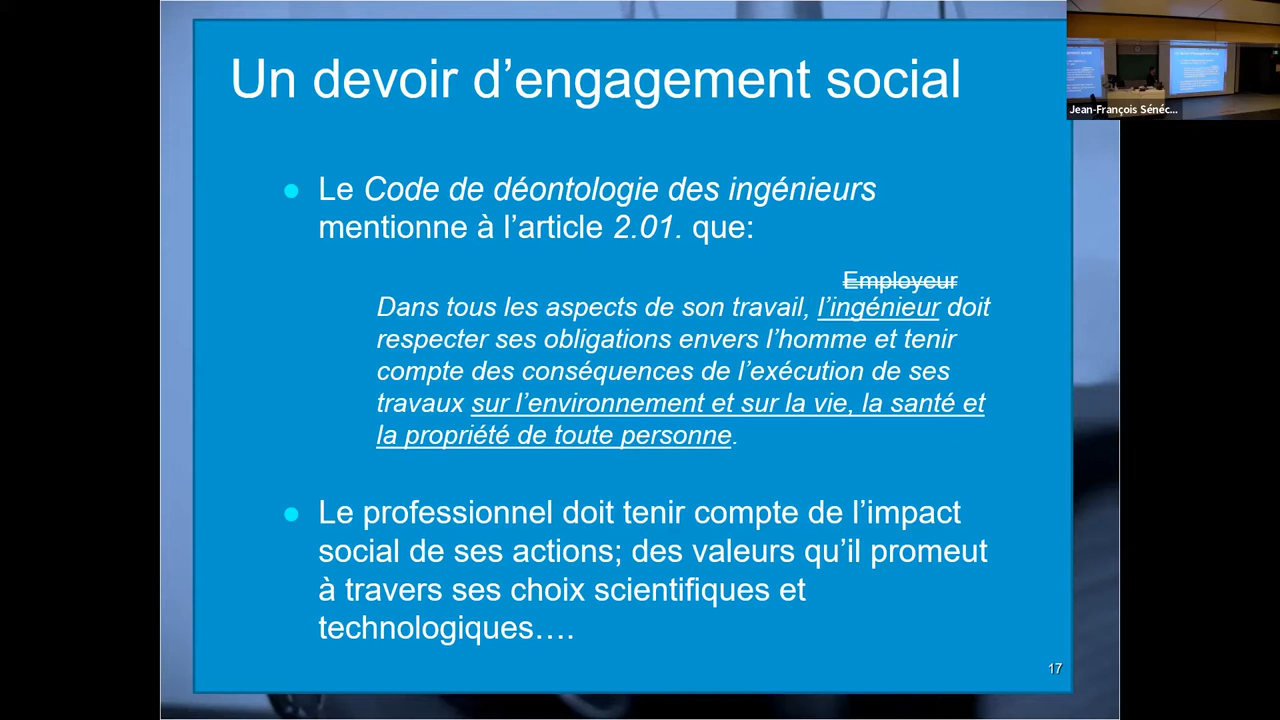 Un devoir d’engagement social
Le Code de déontologie des ingénieurs
mentionne à l’article 2.01. que:
Employeur
Dans tous les aspects de son travail, l’ingénieur doit
respecter ses obligations envers l’homme et tenir
compte des conséquences de l’exécution de ses
travaux sur l’environnement et sur la vie, la santé et
la propriété de toute personne.
Le professionnel doit tenir compte de l’impact
social de ses actions; des valeurs qu’il promeut
à travers ses choix scientifiques et
technologiques….
17
Jean-François Sénéc...